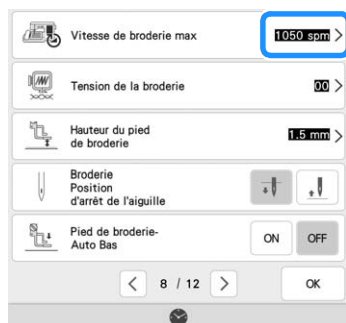 Vitesse de broderie max
1050 spm >
Tension de la broderie
00 >
Hauteur du pied
de broderie
1.5 mm >
Broderie
Position
d'arrêt de l'aiguille
Pied de broderie-
Auto Bas
ON OFF
< 8 / 12 > OK